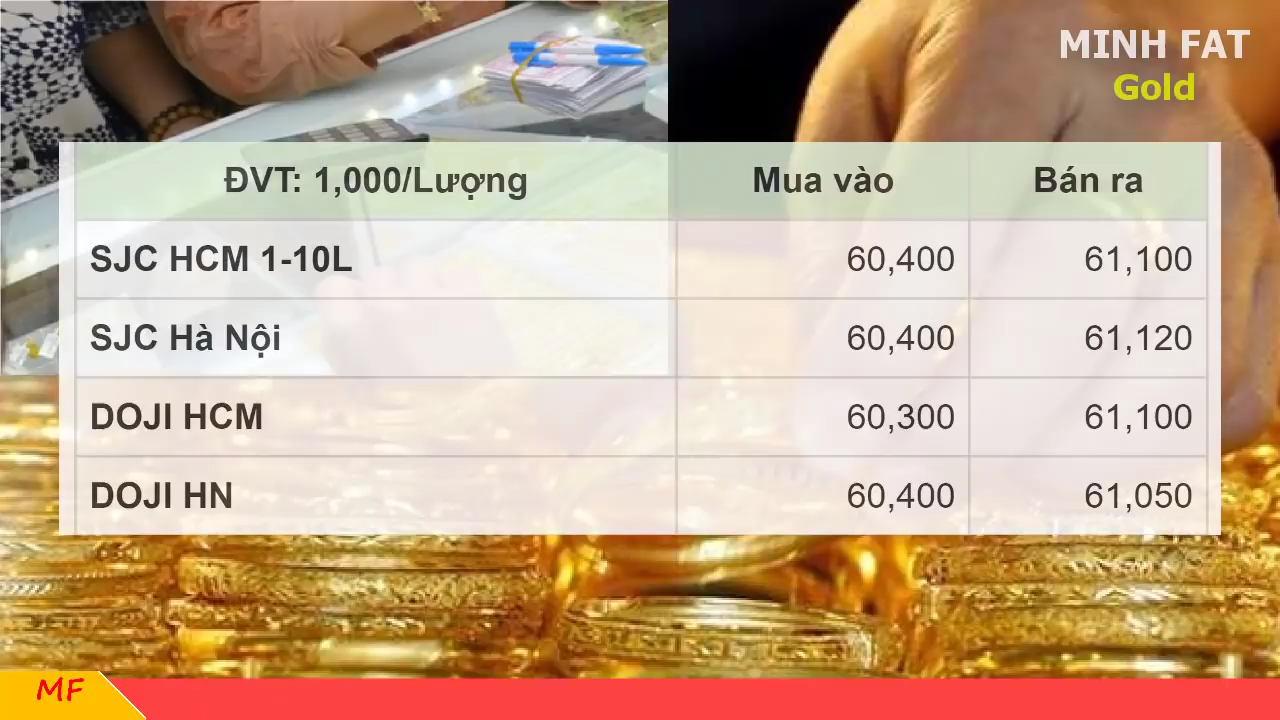 MINH FAT
Gold
ĐVT: 1,000/Lượng Mua vào Bán ra
SJC HCM 1-10L 60,400 61,100
SJC Hà Nội 60,400 61,120
DOJI HCM 60,300 61,100
DOJI HN 60,400 61,050
MF